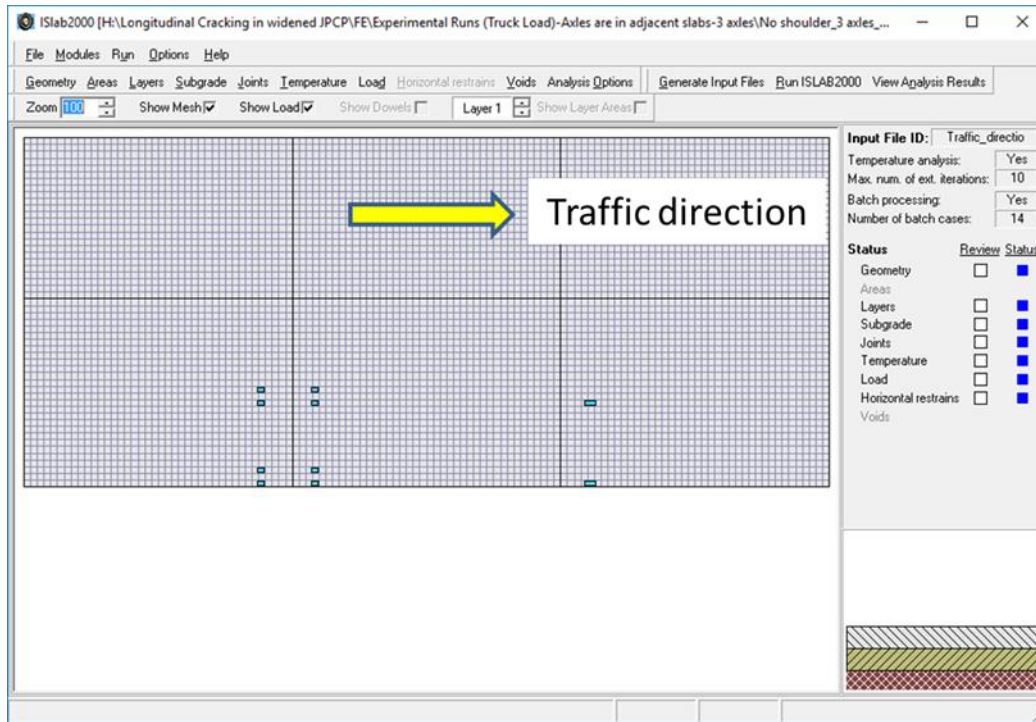 ISlab2000 [H:\Longitudinal Cracking in widened JPCP\FE\Experimental Runs (Truck Load)-Axles are in adjacent slabs-3 axles\No shoulder_3 axles_...
File Modules Run Options Help
Geometry Areas Layers Subgrade Joints Temperature Load Horizontal restrains Voids Analysis Options Generate Input Files Run ISLAB2000 View Analysis Results
Zoom 100 Show Mesh Show Load Show Dowels Layer 1 Show Layer Areas
Traffic direction
Input File ID: Traffic_directio
Temperature analysis: Yes
Max. num. of ext. iterations: 10
Batch processing: Yes
Number of batch cases: 14
Status Review Status
Geometry
Areas
Layers
Subgrade
Joints
Temperature
Load
Horizontal restrains
Voids